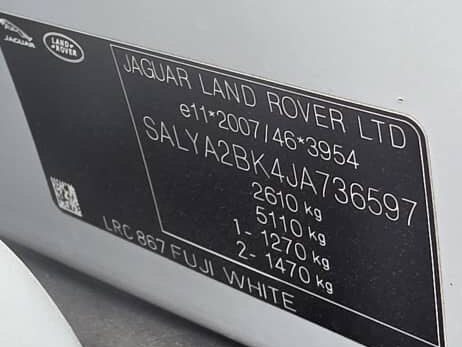 JAGUAR
LAND ROVER
JAGUAR LAND ROVER LTD
e11*2007/46*3954
SALYA2BK4JA736597
2610 kg
5110 kg
1- 1270 kg
2- 1470 kg
LRC 867 FUJI WHITE